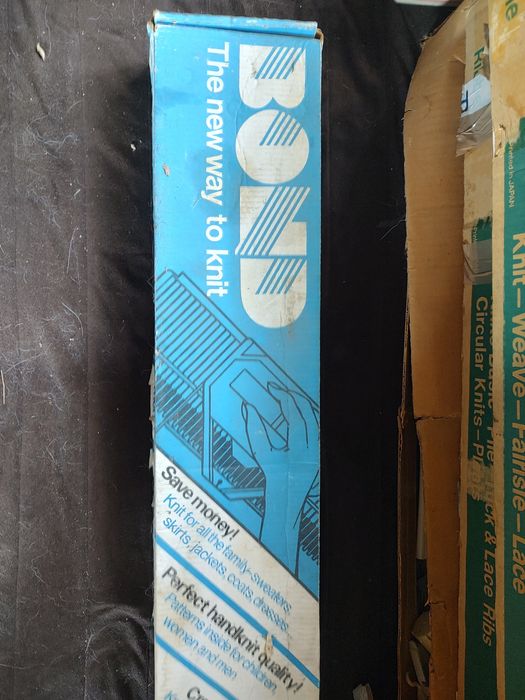 BOND
The new way to knit
Save money!
Knit for all the family-sweaters,
skirts, jackets, coats, dresses
Perfect handknit quality!
Patterns inside for children,
women and men
Printed in JAPAN
Knit—Weave—Fairisle—Lace
& Lace Ribs
Circular Knits—